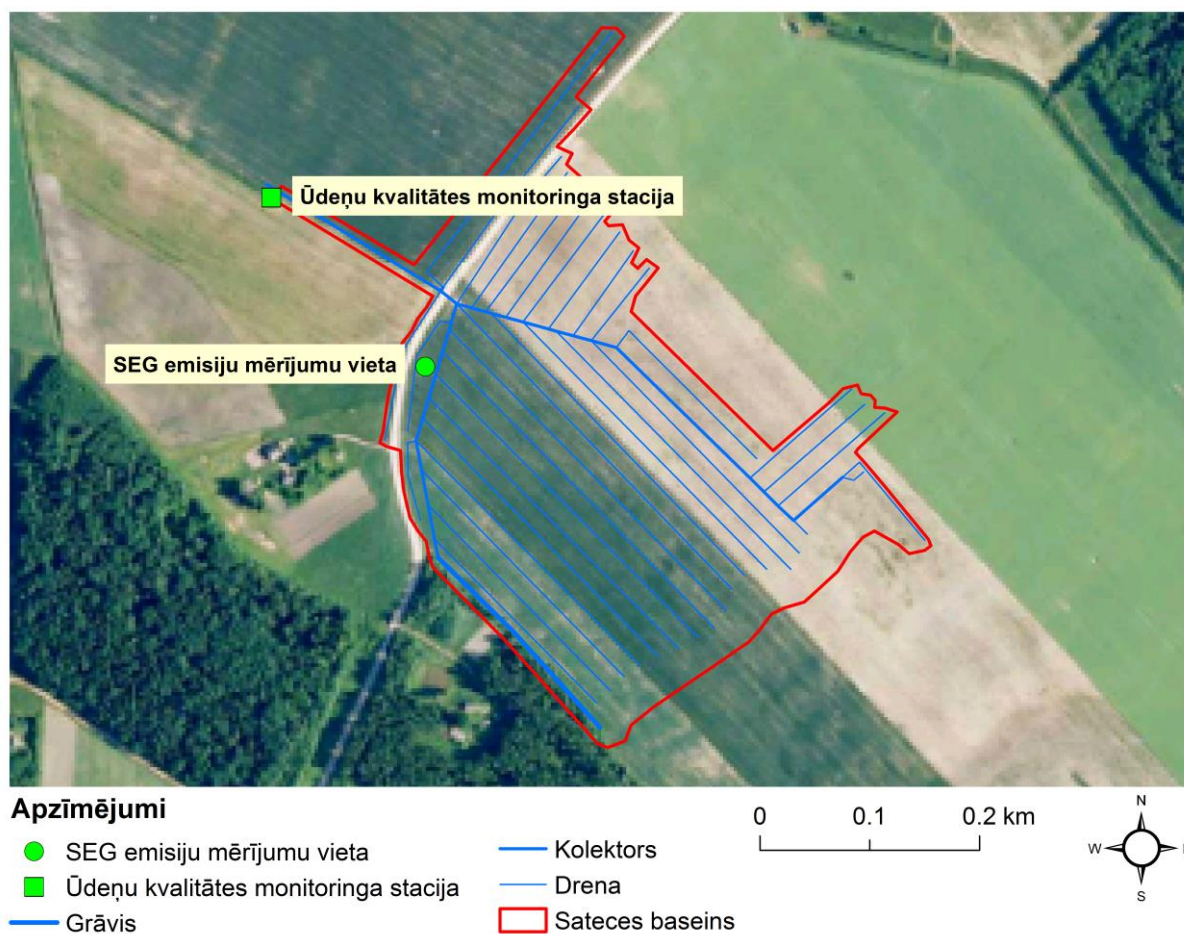 Ūdeņu kvalitātes monitoringa stacija
SEG emisiju mērījumu vieta
Apzīmējumi
SEG emisiju mērījumu vieta
Ūdeņu kvalitātes monitoringa stacija
Grāvis
Kolektors
Drena
Sateces baseins
0 0.1 0.2 km
N
W
S